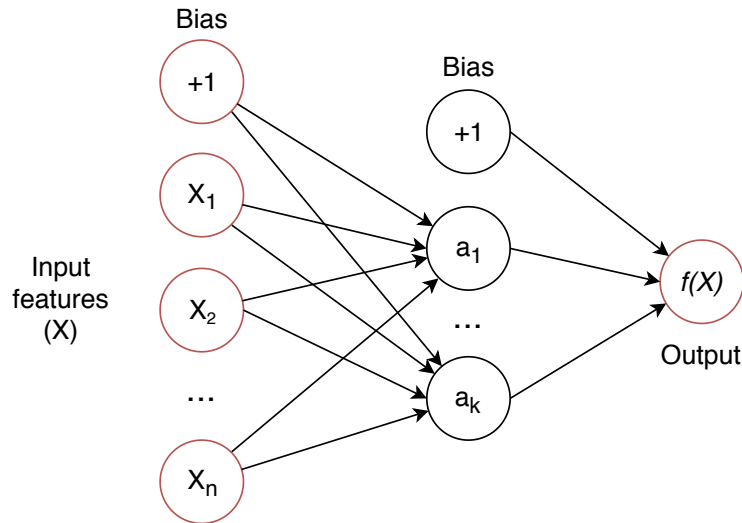 Bias
+1
X1
Input
features
(X)
X2
...
Xn
Bias
+1
a1
...
ak
f(X)
Output